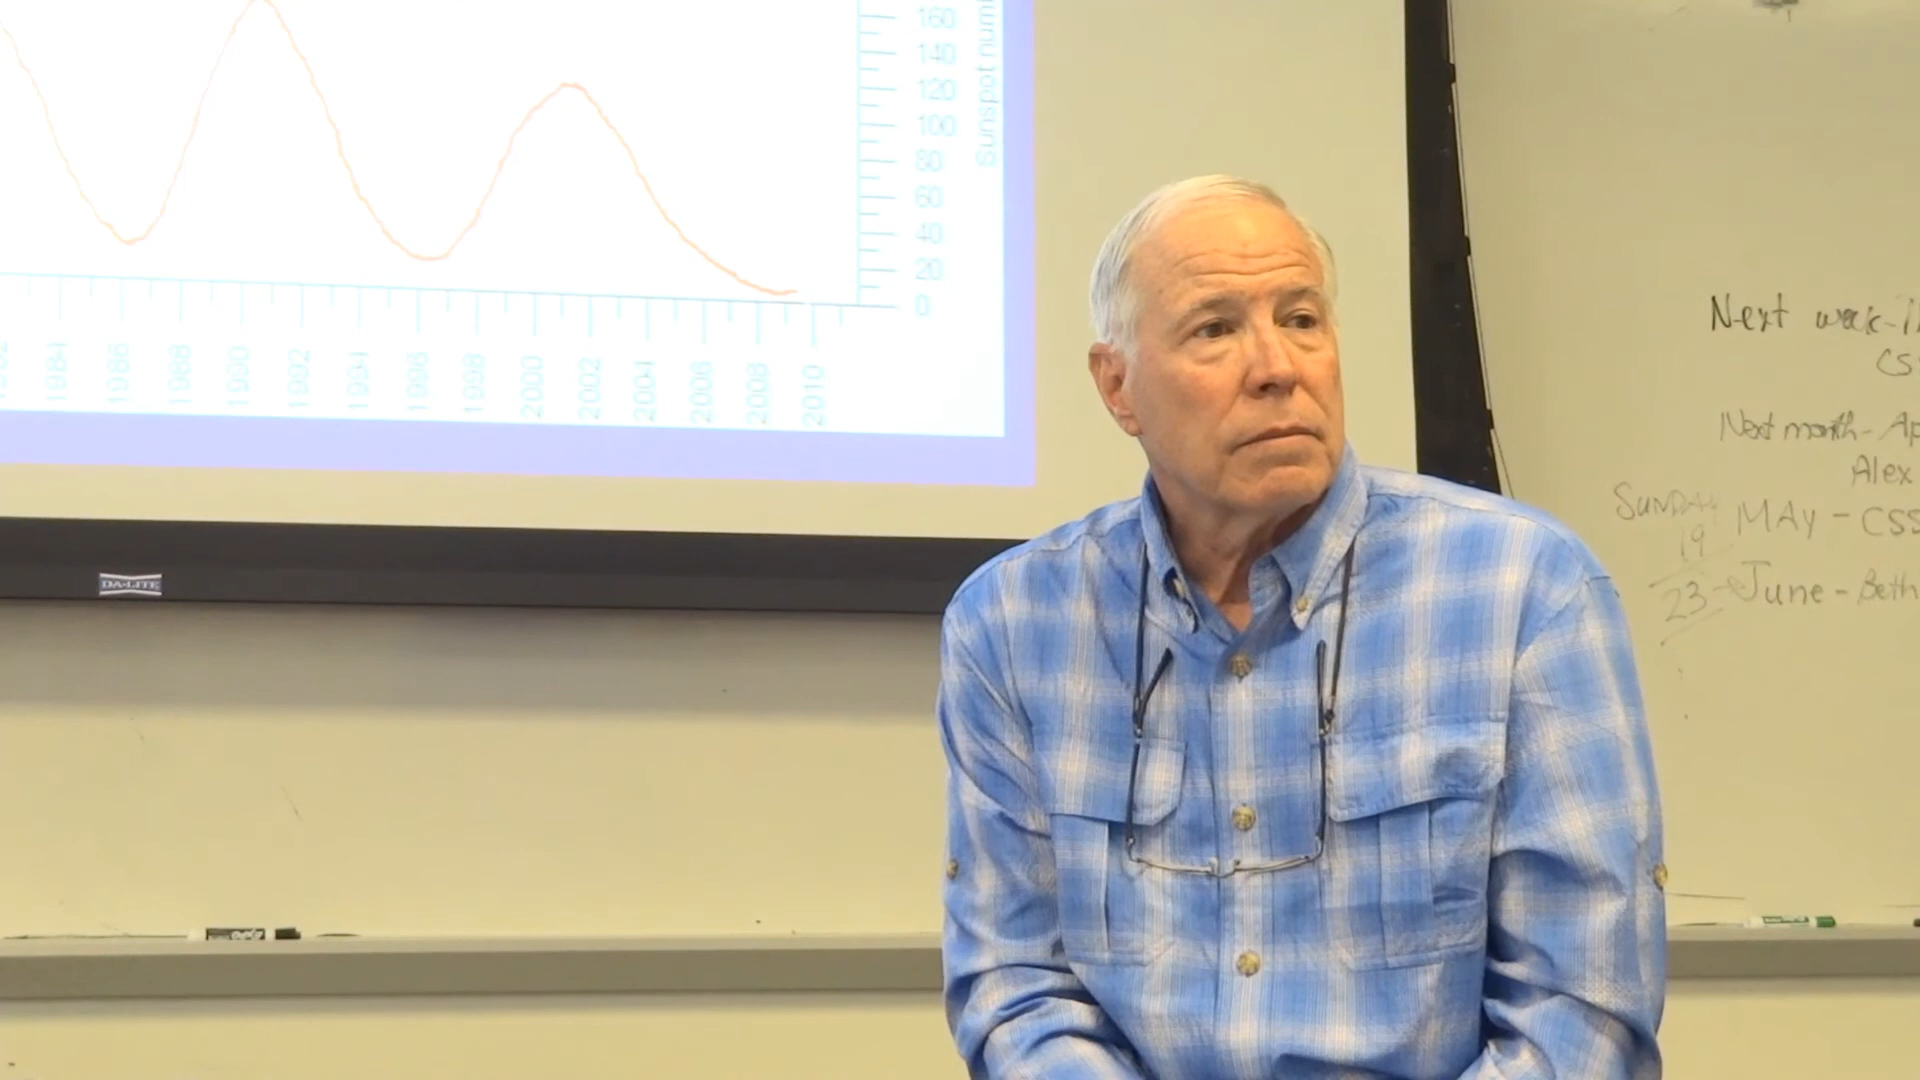 160
140
120
100
80
60
40
20
0
Sunspot num
1984
1986
1988
1990
1992
1994
1996
1998
2000
2002
2004
2006
2008
2010
DA-LITE
EXPO
Next week-
CS
Next month- Ap
Alex
SUNDAY
19
MAY - CSS
23
June - Beth